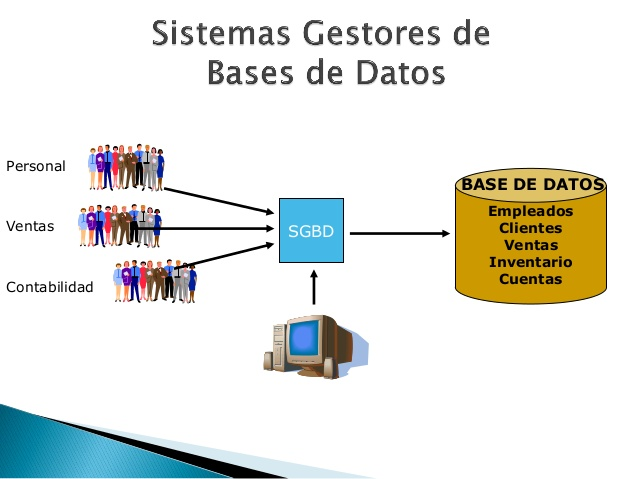 Sistemas Gestores de
Bases de Datos
Personal
Ventas
Contabilidad
SGBD
BASE DE DATOS
Empleados
Clientes
Ventas
Inventario
Cuentas